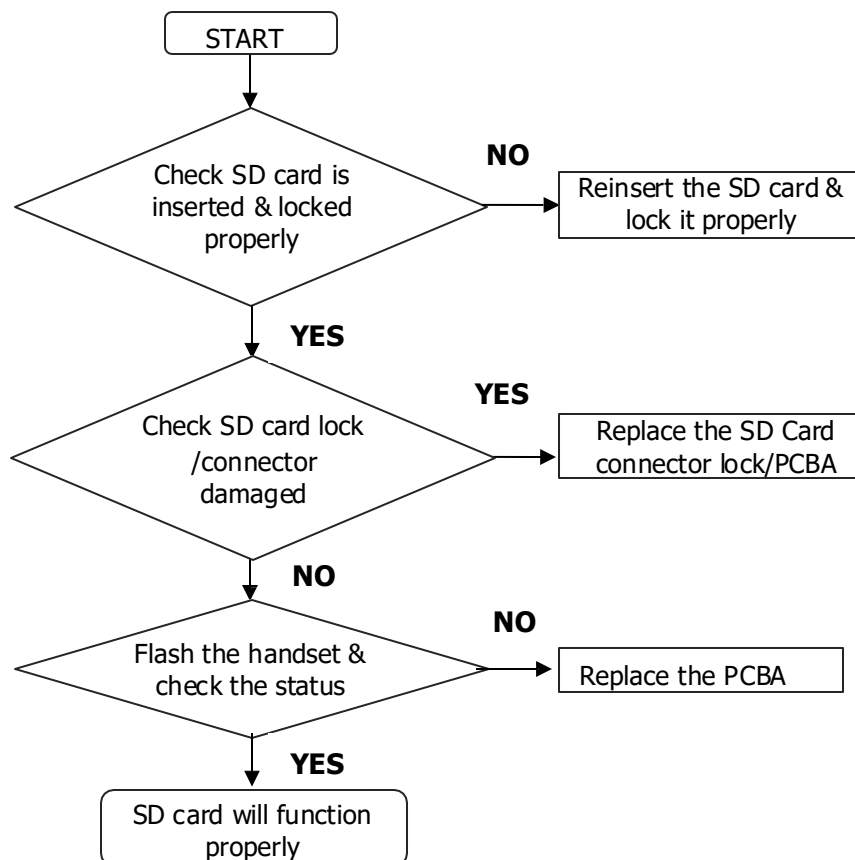 START
Check SD card is
inserted & locked
properly
NO
Reinsert the SD card &
lock it properly
YES
Check SD card lock
/connector
damaged
YES
Replace the SD Card
connector lock/PCBA
NO
Flash the handset &
check the status
NO
Replace the PCBA
YES
SD card will function
properly